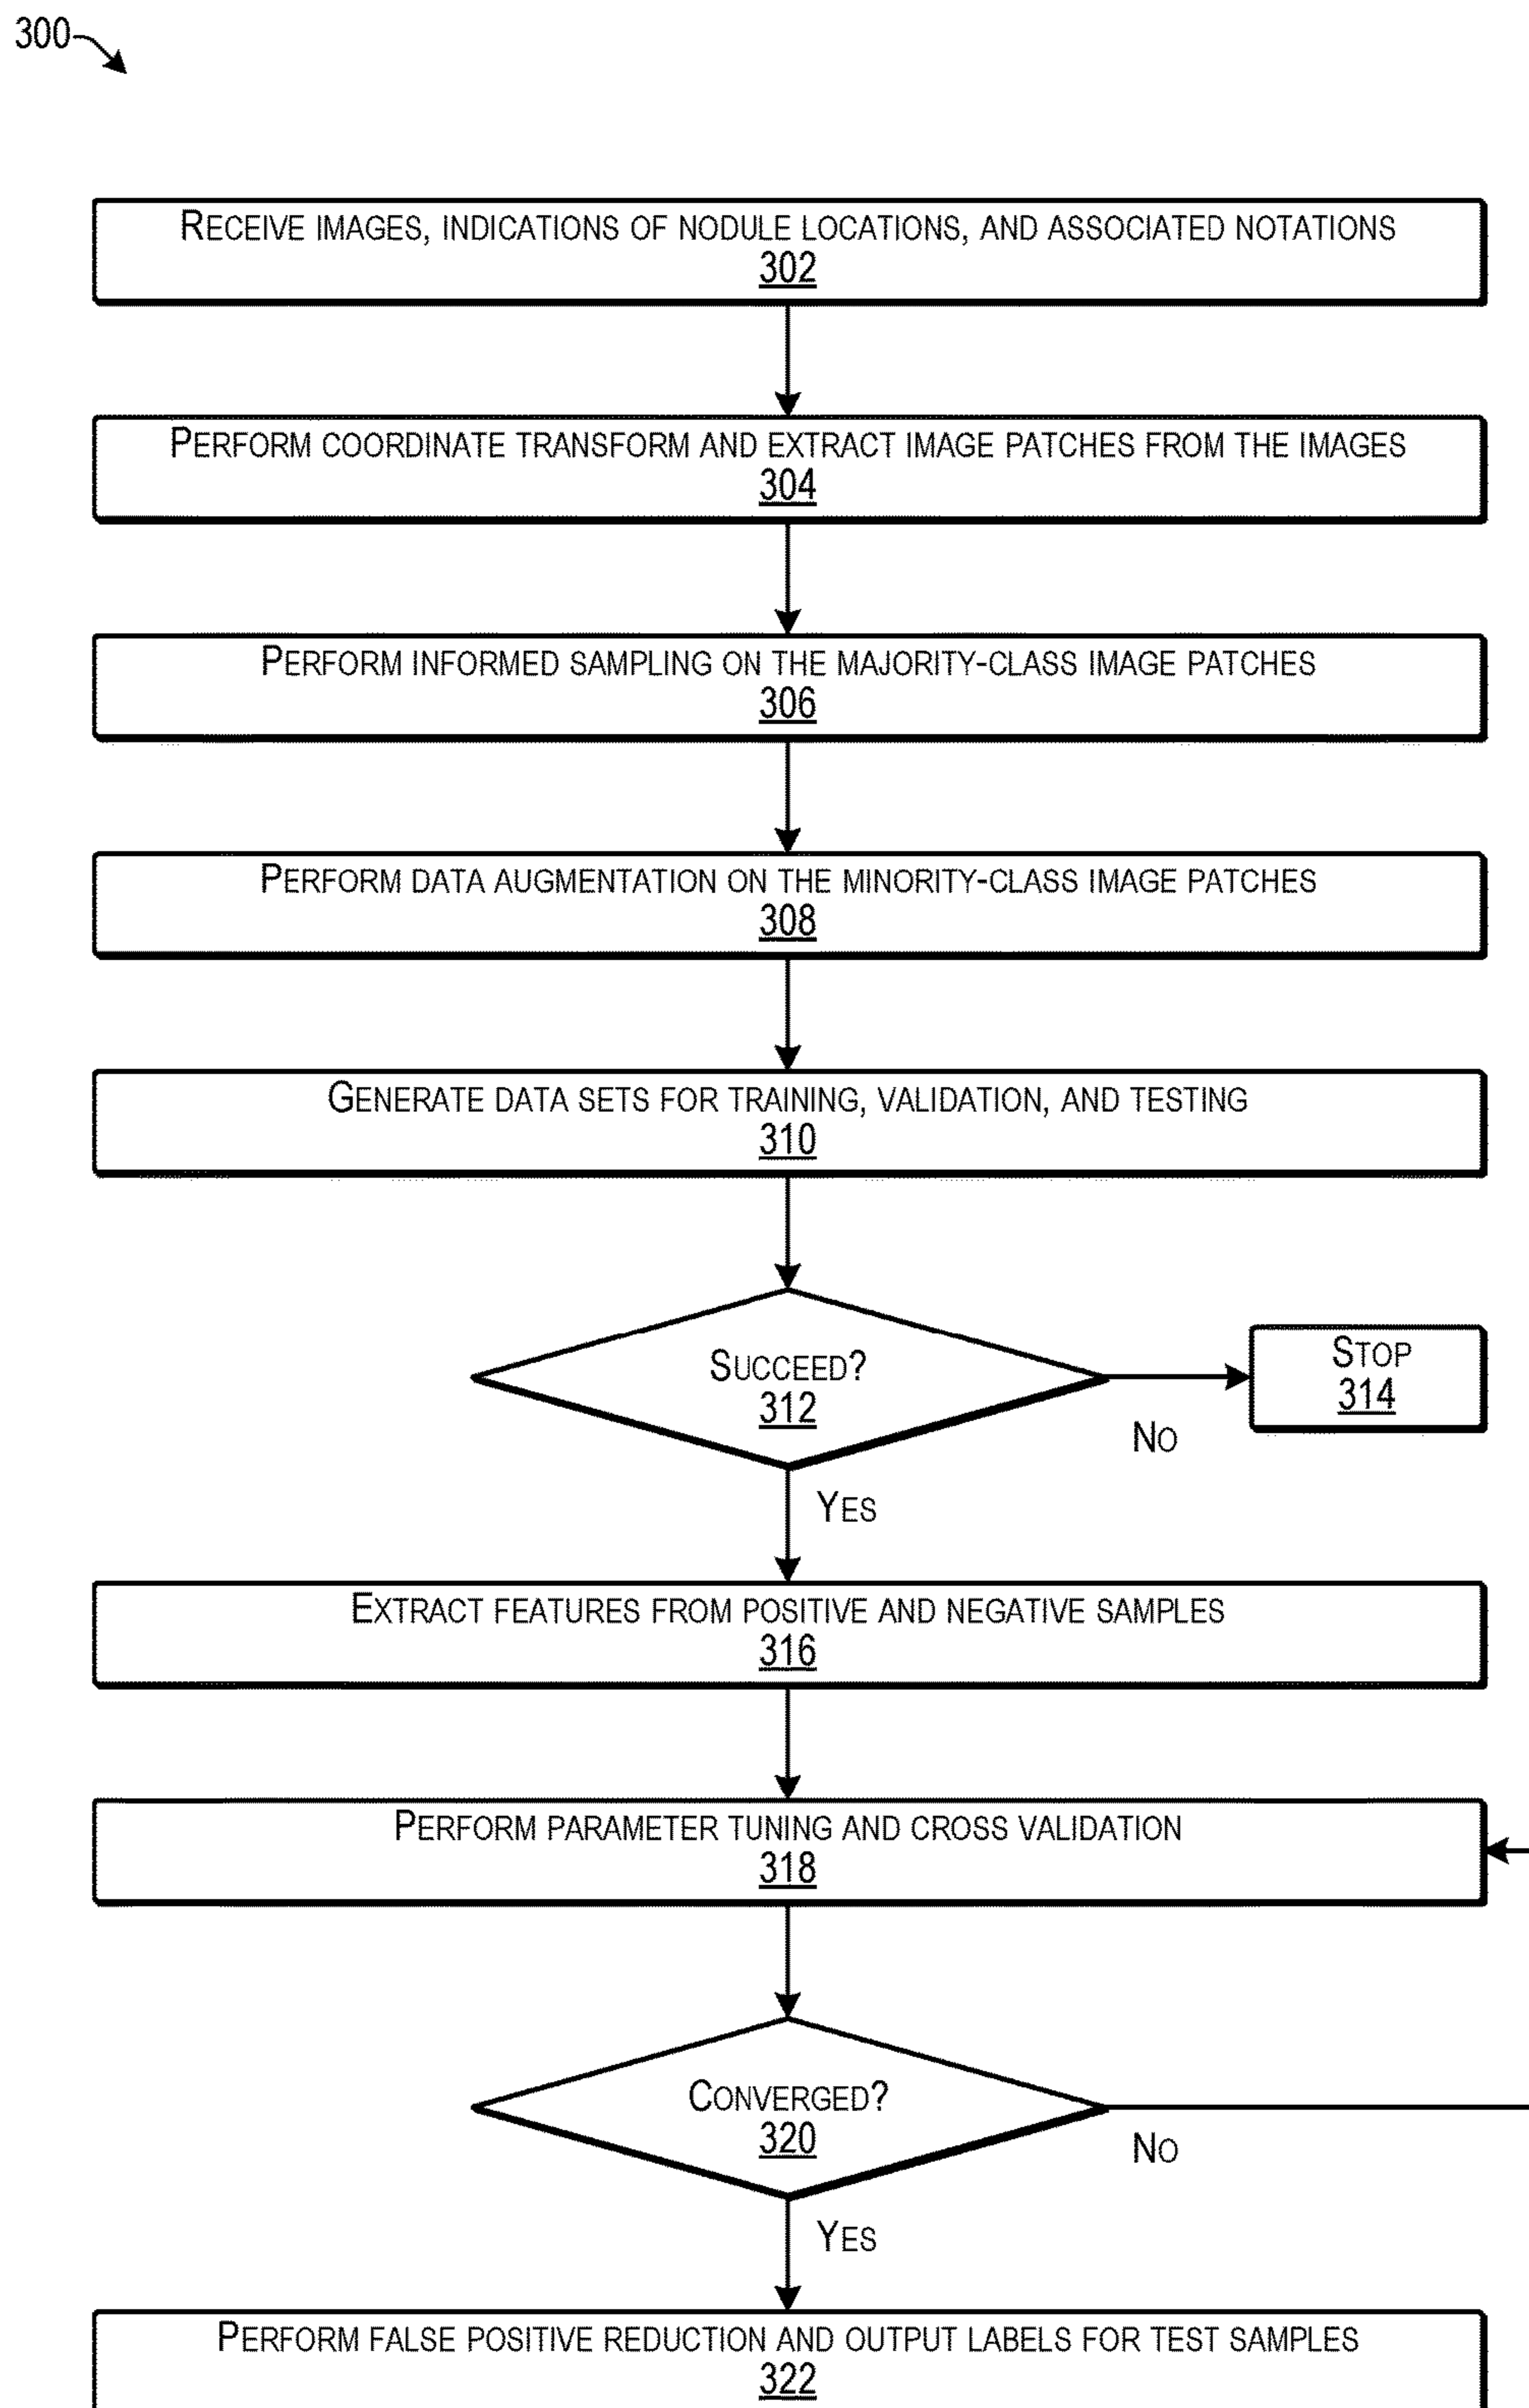 300
Receive images, indications of nodule locations, and associated notations
302
Perform coordinate transform and extract image patches from the images
304
Perform informed sampling on the majority-class image patches
306
Perform data augmentation on the minority-class image patches
308
Generate data sets for training, validation, and testing
310
Succeed?
312
Stop
314
No
Yes
Extract features from positive and negative samples
316
Perform parameter tuning and cross validation
318
Converged?
320
No
Yes
Perform false positive reduction and output labels for test samples
322